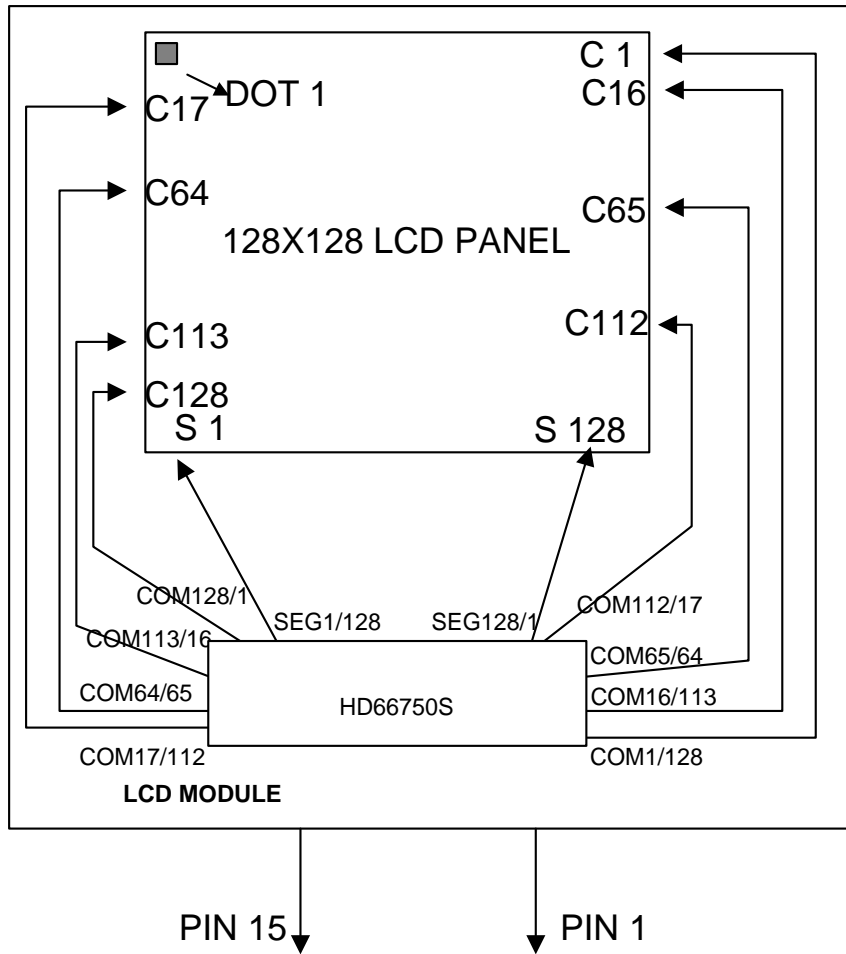 C 1
DOT 1
C16
C17
C64
C65
128X128 LCD PANEL
C112
C113
C128
S 1
S 128
COM128/1
COM112/17
SEG1/128
SEG128/1
COM113/16
COM65/64
COM64/65
COM16/113
HD66750S
COM17/112
COM1/128
LCD MODULE
PIN 15
PIN 1